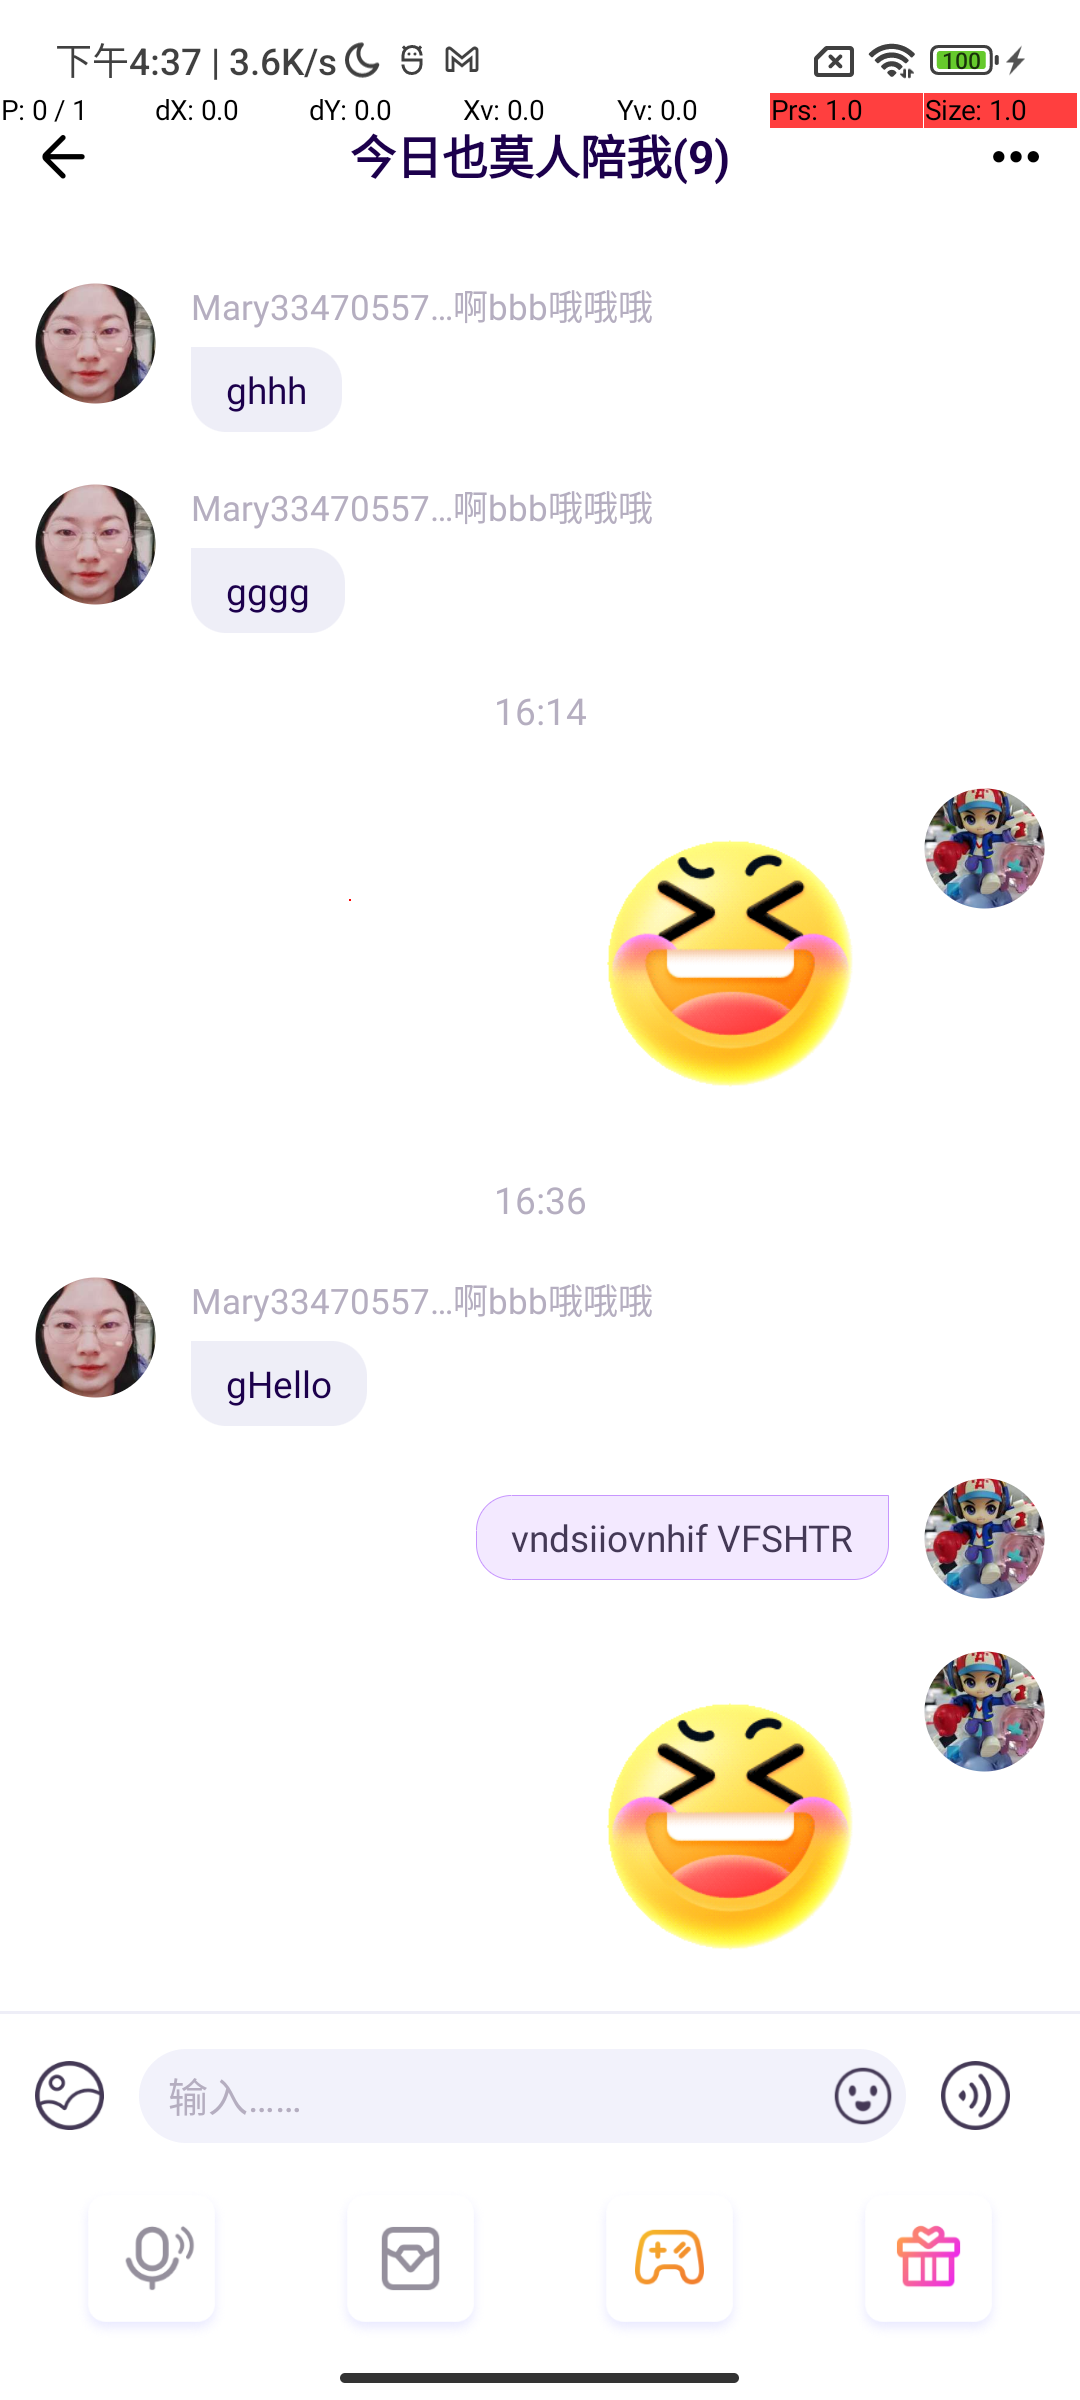 下午4:37 | 3.6K/s
100
P: 0 / 1 dX: 0.0 dY: 0.0 Xv: 0.0 Yv: 0.0 Prs: 1.0 Size: 1.0
今日也莫人陪我(9)
Mary33470557...啊bbb哦哦哦
ghhh
Mary33470557...啊bbb哦哦哦
gggg
16:14
16:36
Mary33470557...啊bbb哦哦哦
gHello
vndsiiovnhif VFSHTR
输入......